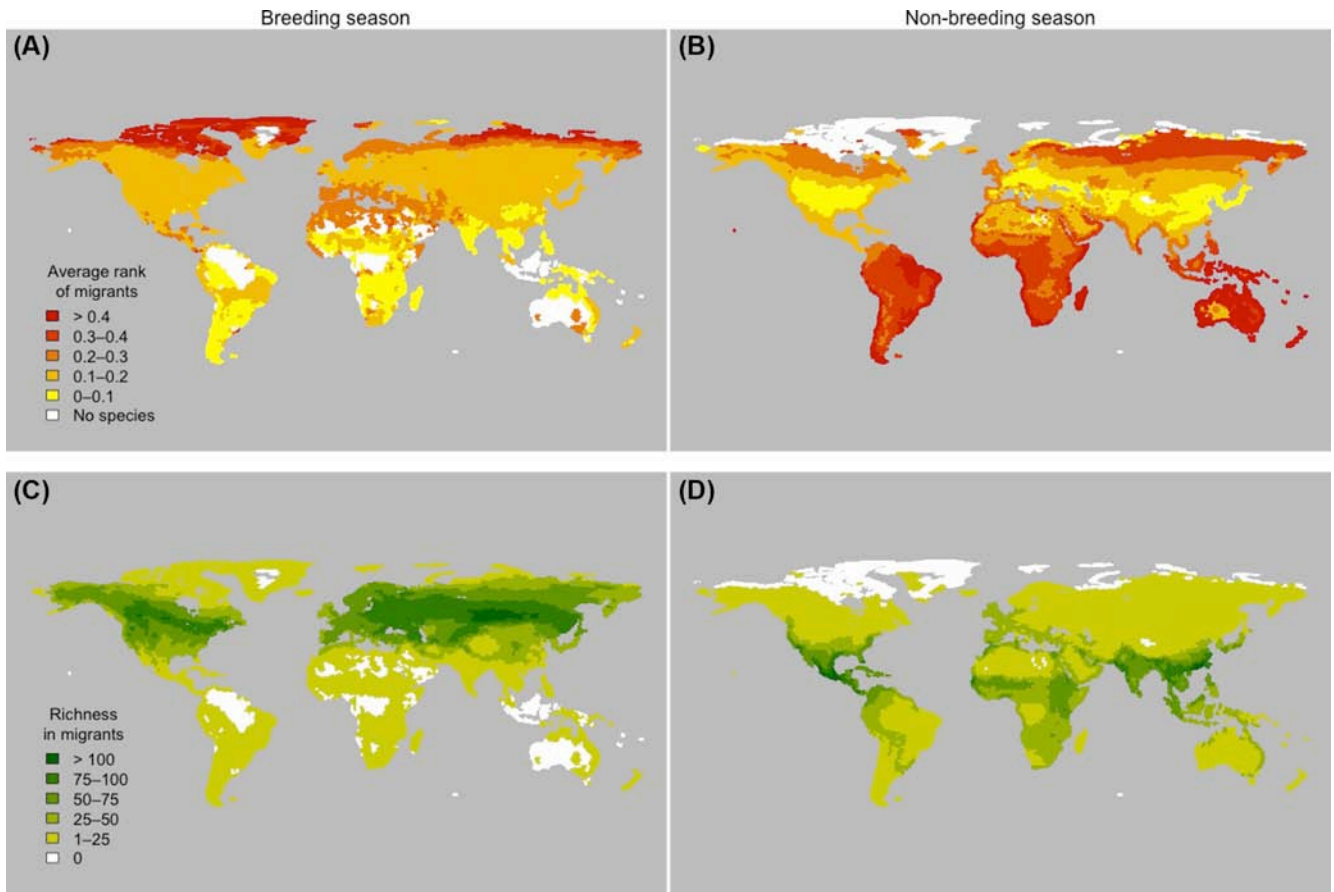 Breeding season
Non-breeding season
(A)
(B)
Average rank
of migrants
> 0.4
0.3–0.4
0.2–0.3
0.1–0.2
0–0.1
No species
(C)
(D)
Richness
in migrants
> 100
75–100
50–75
25–50
1–25
0